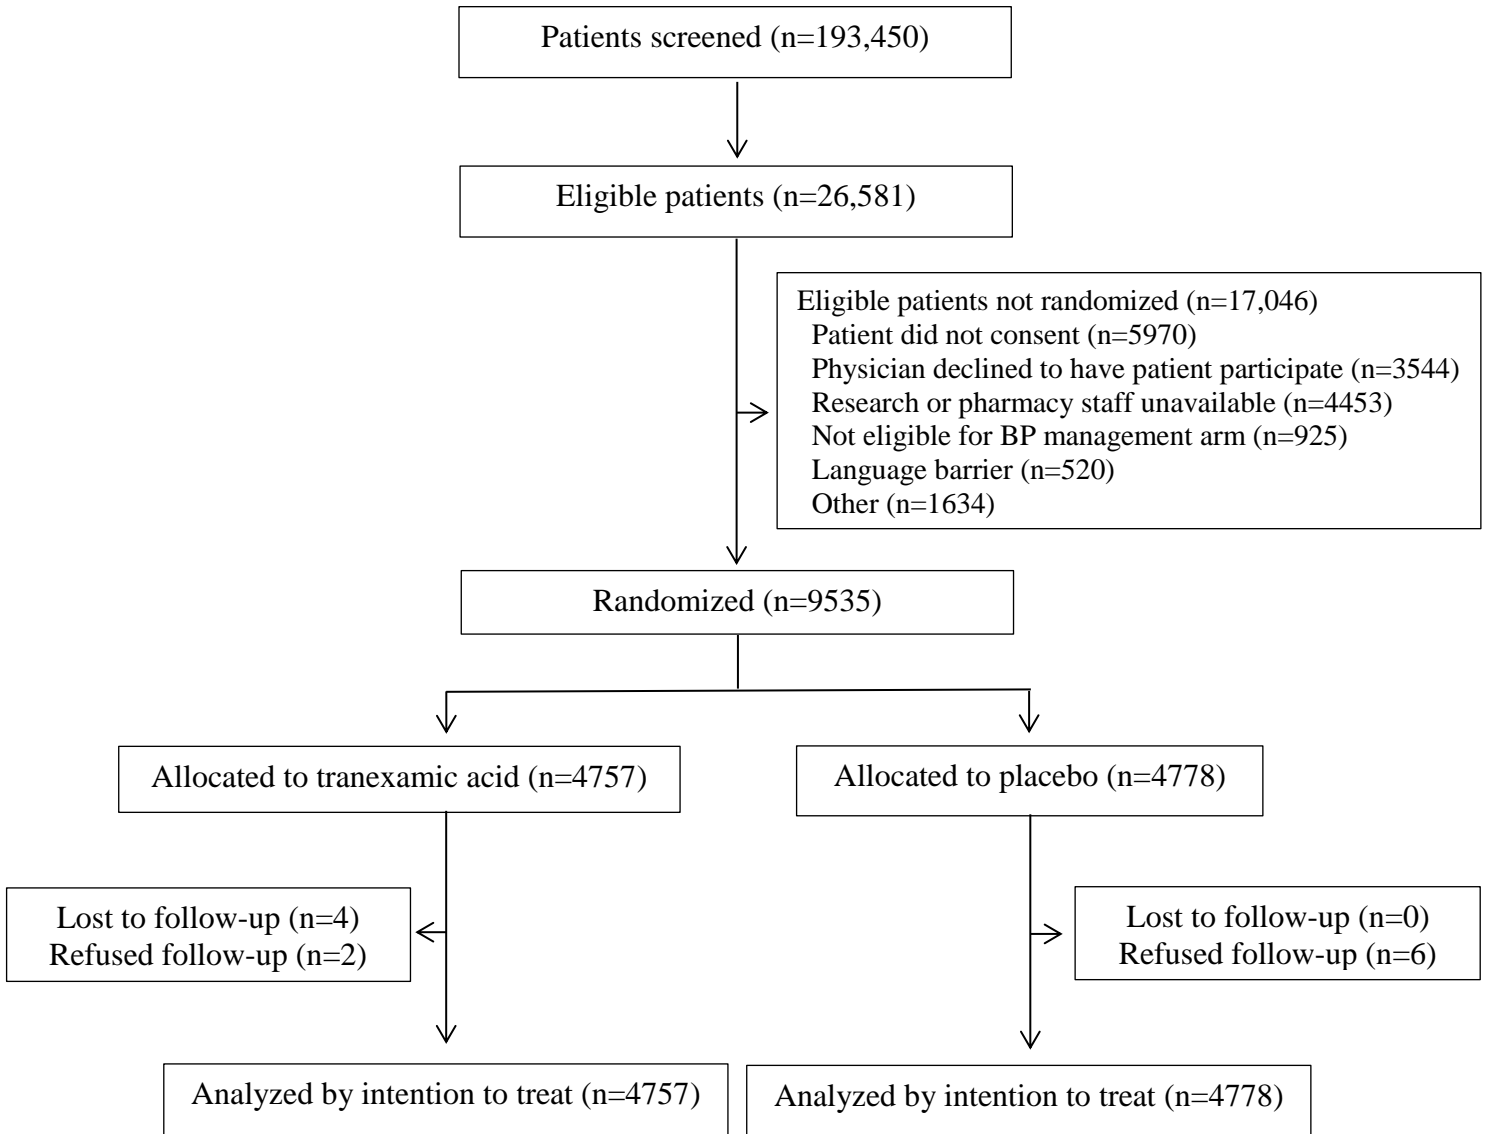 Patients screened (n=193,450)
Eligible patients (n=26,581)
Eligible patients not randomized (n=17,046)
Patient did not consent (n=5970)
Physician declined to have patient participate (n=3544)
Research or pharmacy staff unavailable (n=4453)
Not eligible for BP management arm (n=925)
Language barrier (n=520)
Other (n=1634)
Randomized (n=9535)
Allocated to tranexamic acid (n=4757)
Allocated to placebo (n=4778)
Lost to follow-up (n=4)
Refused follow-up (n=2)
Lost to follow-up (n=0)
Refused follow-up (n=6)
Analyzed by intention to treat (n=4757)
Analyzed by intention to treat (n=4778)